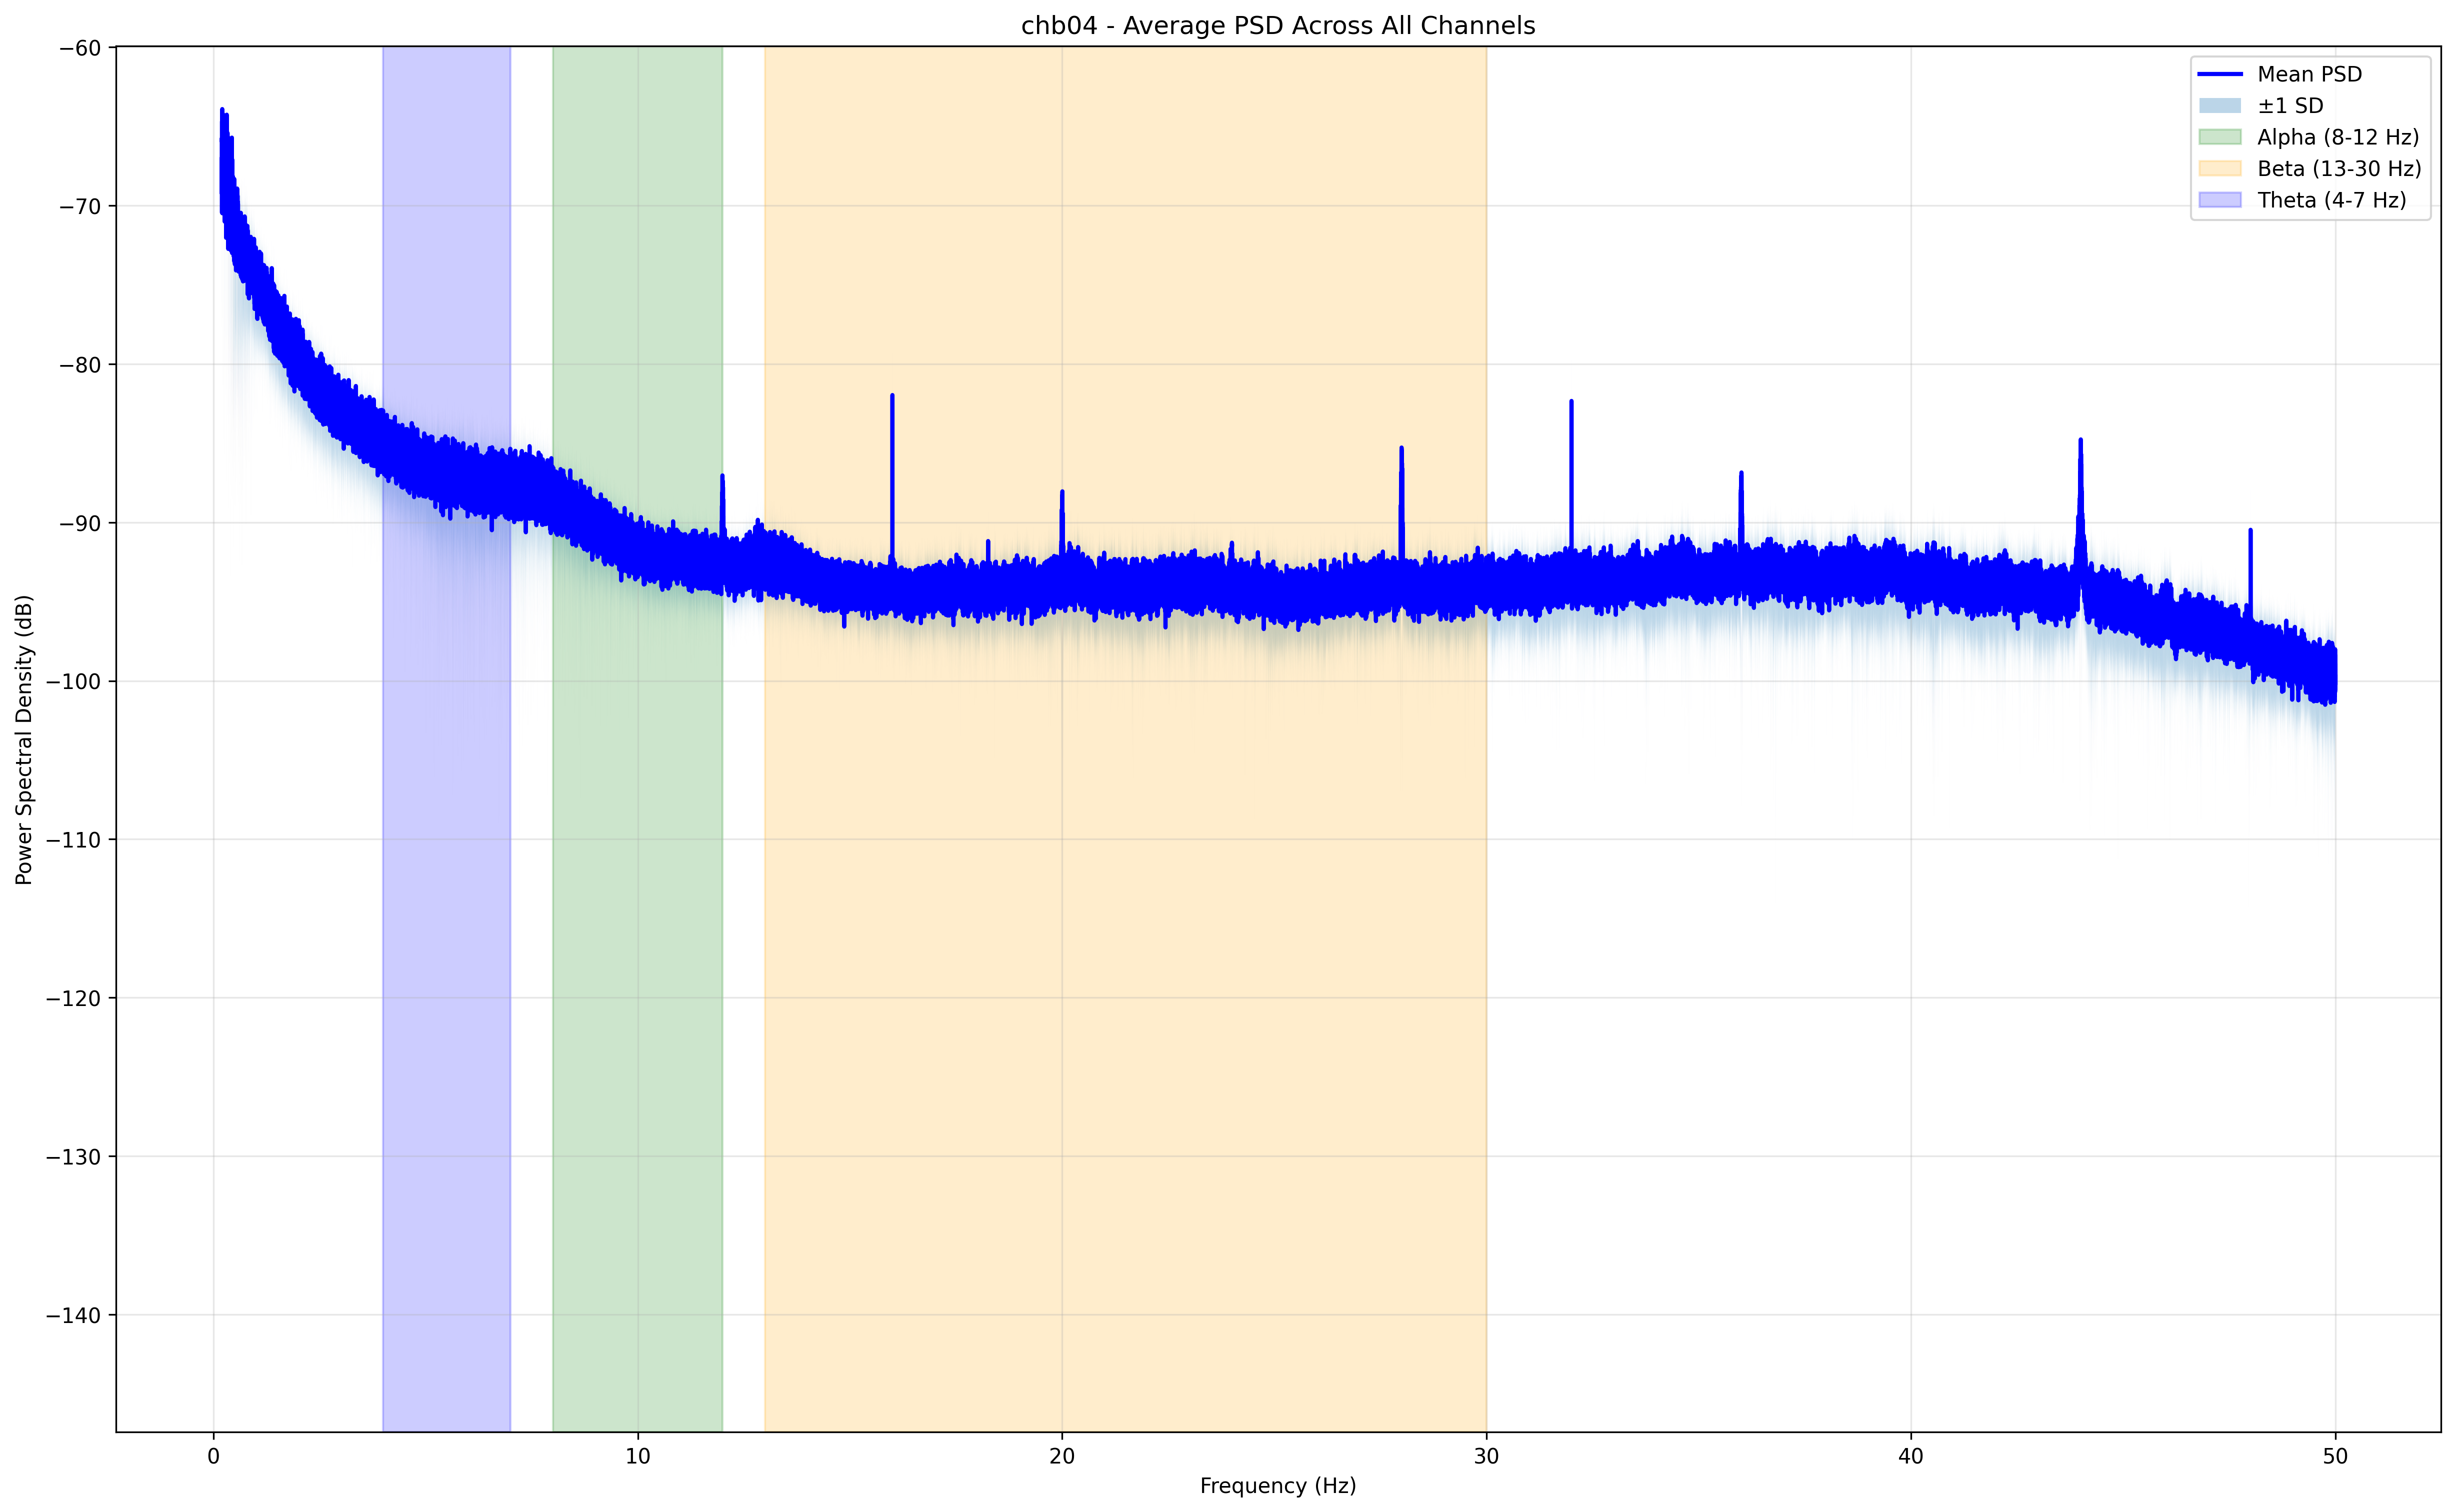 chb04 - Average PSD Across All Channels
Mean PSD
±1 SD
Alpha (8-12 Hz)
Beta (13-30 Hz)
Theta (4-7 Hz)
Power Spectral Density (dB)
−60
−70
−80
−90
−100
−110
−120
−130
−140
0 10 20 30 40 50
Frequency (Hz)